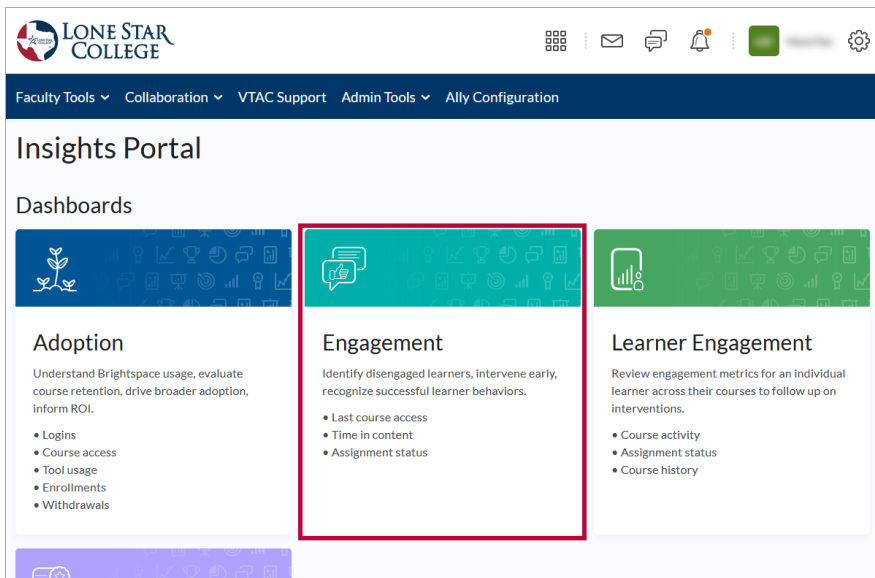 LONE STAR
COLLEGE
Faculty Tools Collaboration VTAC Support Admin Tools Ally Configuration
Insights Portal
Dashboards
Adoption
Understand Brightspace usage, evaluate
course retention, drive broader adoption,
inform ROI.
• Logins
• Course access
• Tool usage
• Enrollments
• Withdrawals
Engagement
Identify disengaged learners, intervene early,
recognize successful learner behaviors.
• Last course access
• Time in content
• Assignment status
Learner Engagement
Review engagement metrics for an individual
learner across their courses to follow up on
interventions.
• Course activity
• Assignment status
• Course history